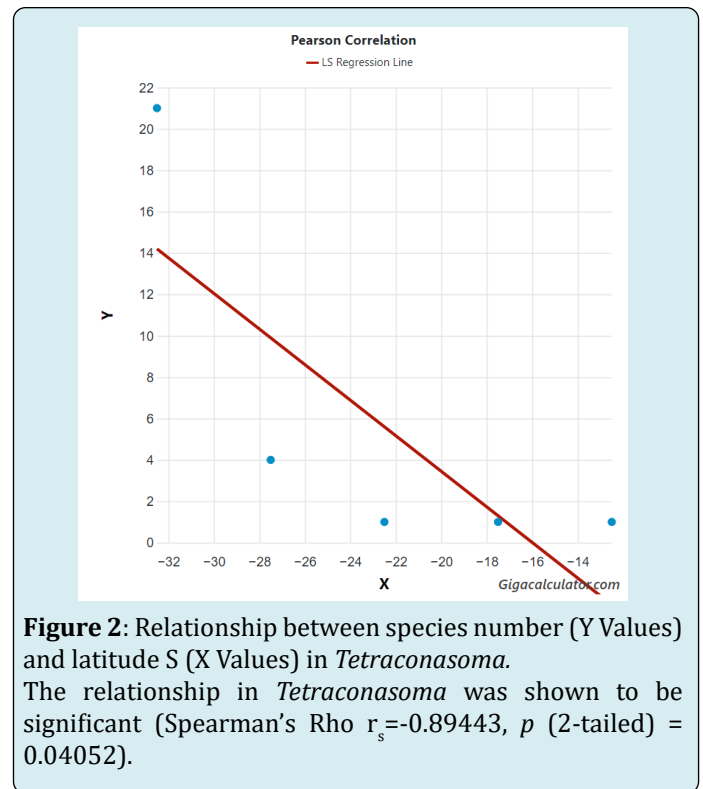 Pearson Correlation
LS Regression Line
22
20
18
16
14
12
10
8
6
4
2
0
Y
−32 −30 −28 −26 −24 −22 −20 −18 −16 −14
X
Gigacalculator.com
Figure 2: Relationship between species number (Y Values)
and latitude S (X Values) in Tetraconasoma.
The relationship in Tetraconasoma was shown to be
significant (Spearman’s Rho rs=-0.89443, p (2-tailed) =
0.04052).